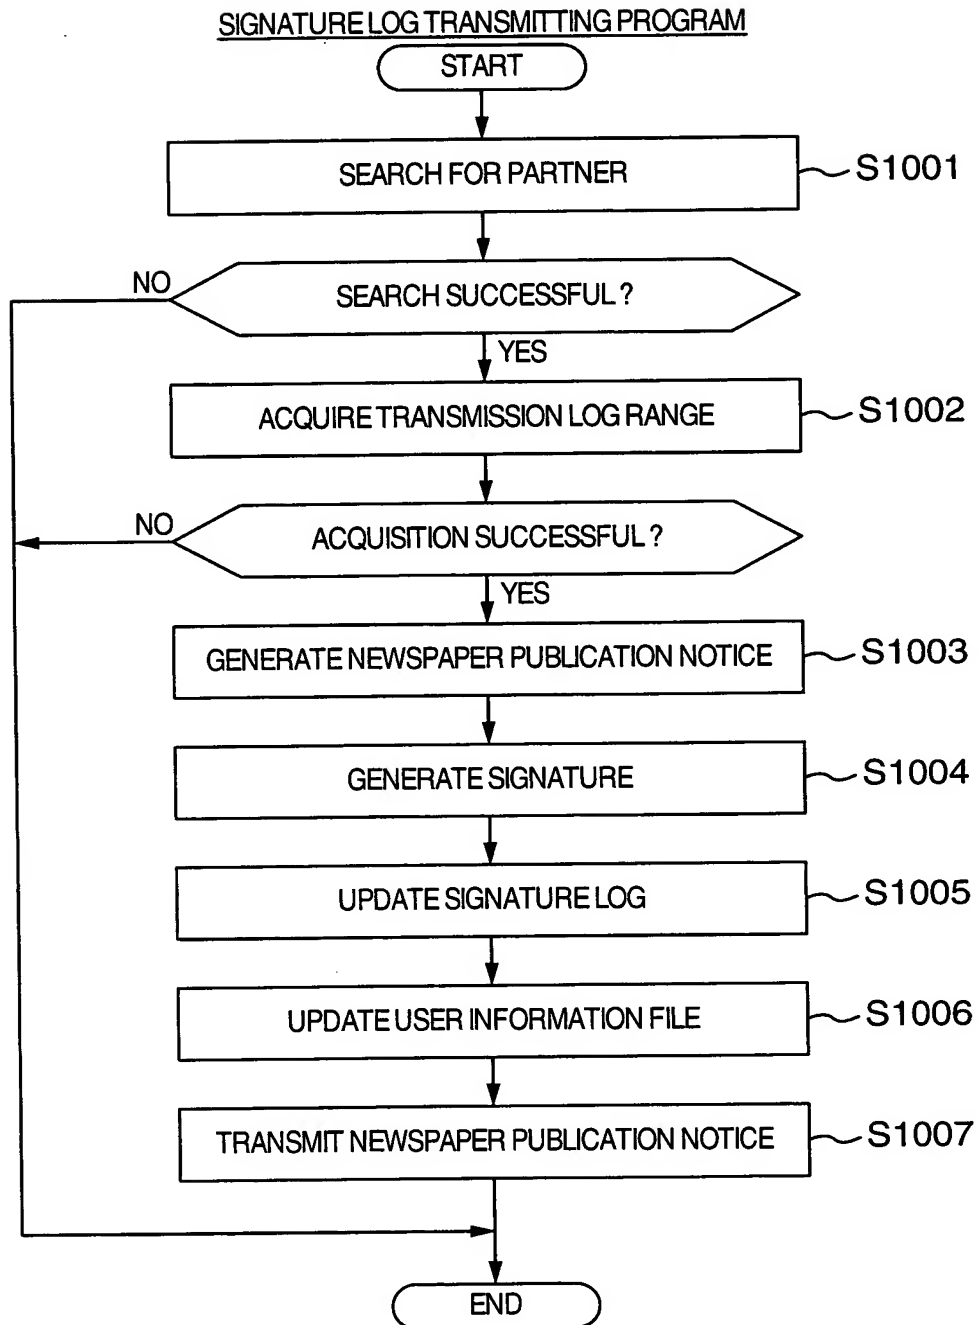 SIGNATURE LOG TRANSMITTING PROGRAM
START
SEARCH FOR PARTNER
S1001
NO
SEARCH SUCCESSFUL ?
YES
ACQUIRE TRANSMISSION LOG RANGE
S1002
NO
ACQUISITION SUCCESSFUL ?
YES
GENERATE NEWSPAPER PUBLICATION NOTICE
S1003
GENERATE SIGNATURE
S1004
UPDATE SIGNATURE LOG
S1005
UPDATE USER INFORMATION FILE
S1006
TRANSMIT NEWSPAPER PUBLICATION NOTICE
S1007
END